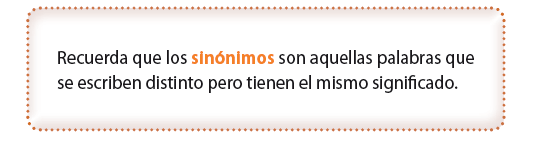 Recuerda que los sinónimos son aquellas palabras que
se escriben distinto pero tienen el mismo significado.